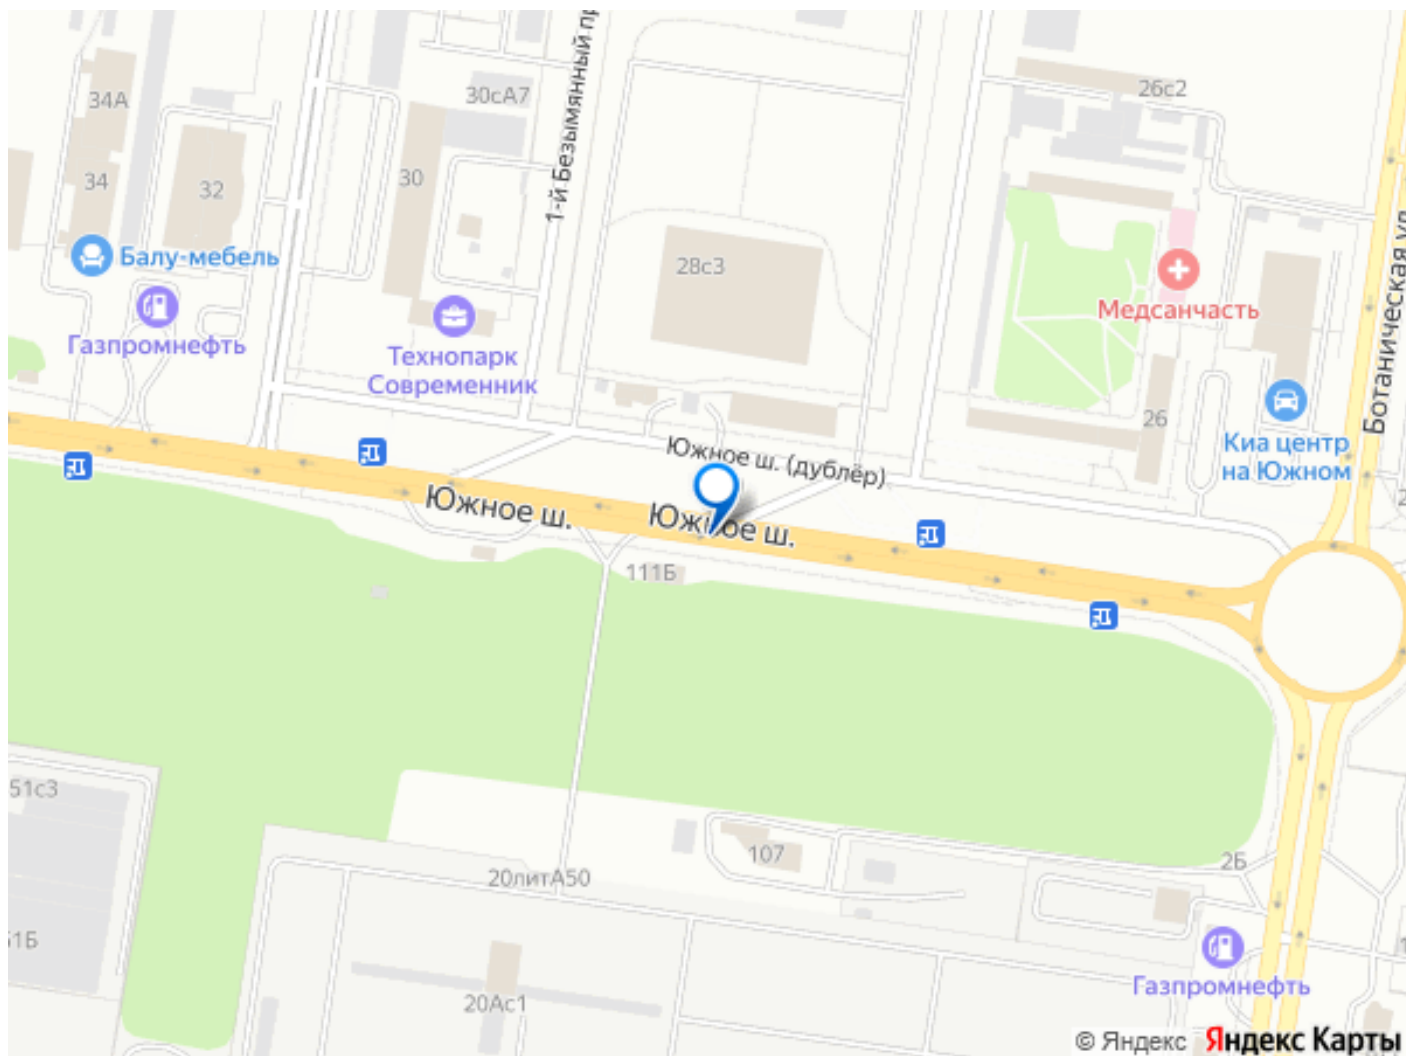 34А
30сА7
1-й Безымянный пр
26с2
34
32
30
Ботаническая ул
Балу-мебель
28с3
Медсанчасть
Газпромнефть
Технопарк
Современник
26
Киа центр
на Южном
Южное ш. (дублёр)
Южное ш.
Южное ш.
111Б
51с3
107
2Б
20литА50
51Б
20Ас1
Газпромнефть
© Яндекс Яндекс Карты